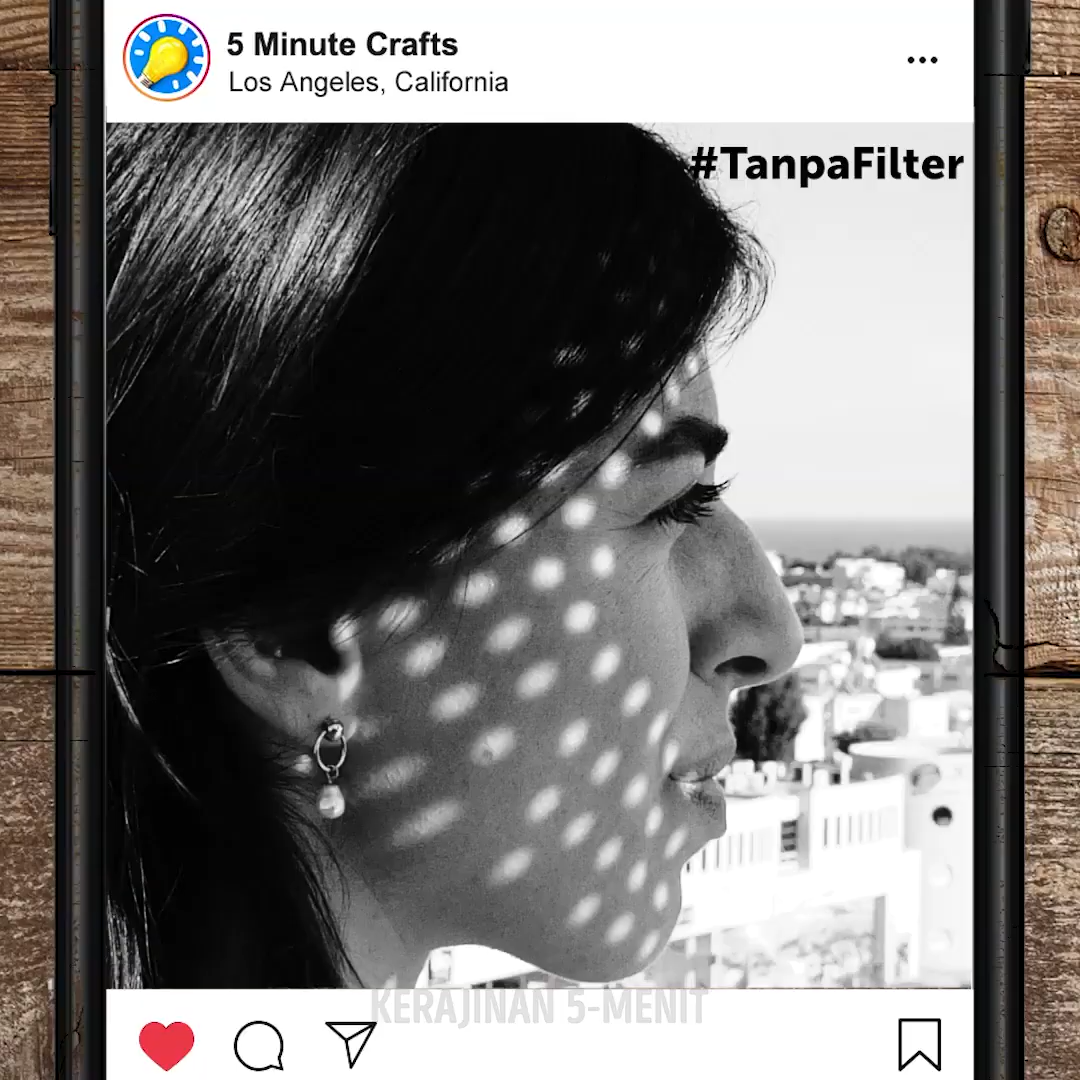 5 Minute Crafts
Los Angeles, California
#TanpaFilter
KERAJINAN 5-MENIT